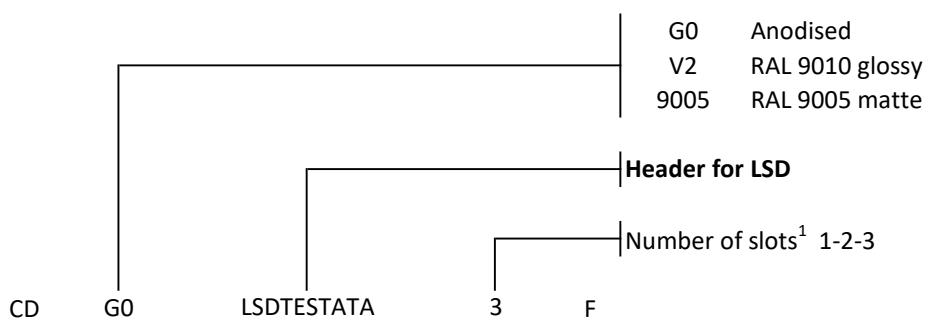 G0 Anodised
V2 RAL 9010 glossy
9005 RAL 9005 matte
Header for LSD
Number of slots¹ 1-2-3
CD G0 LSDTESTATA 3 F